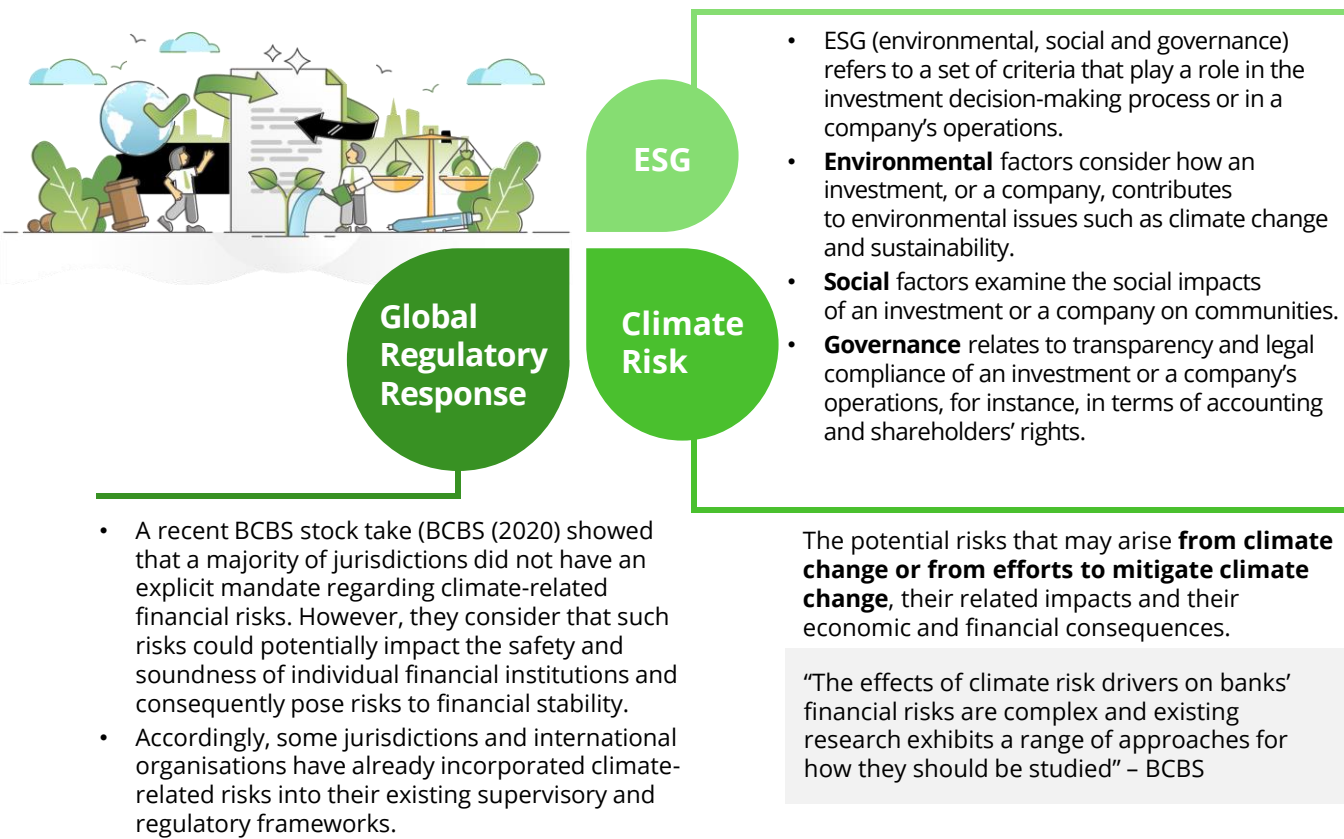 ESG
• ESG (environmental, social and governance)
refers to a set of criteria that play a role in the
investment decision-making process or in a
company’s operations.
• Environmental factors consider how an
investment, or a company, contributes
to environmental issues such as climate change
and sustainability.
• Social factors examine the social impacts
of an investment or a company on communities.
• Governance relates to transparency and legal
compliance of an investment or a company’s
operations, for instance, in terms of accounting
and shareholders’ rights.
Global
Regulatory
Response
Climate
Risk
• A recent BCBS stock take (BCBS (2020) showed
that a majority of jurisdictions did not have an
explicit mandate regarding climate-related
financial risks. However, they consider that such
risks could potentially impact the safety and
soundness of individual financial institutions and
consequently pose risks to financial stability.
• Accordingly, some jurisdictions and international
organisations have already incorporated climate-
related risks into their existing supervisory and
regulatory frameworks.
The potential risks that may arise from climate
change or from efforts to mitigate climate
change, their related impacts and their
economic and financial consequences.
“The effects of climate risk drivers on banks’
financial risks are complex and existing
research exhibits a range of approaches for
how they should be studied” – BCBS